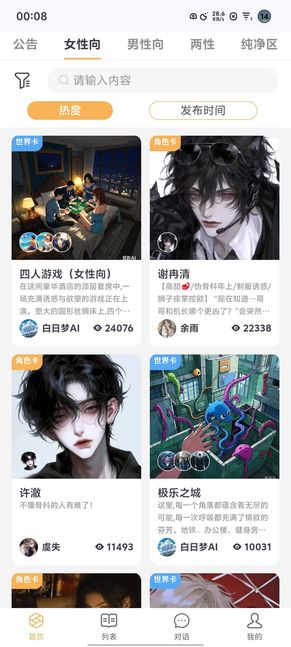 00:08
28.6
KB/s
14
公告 女性向 男性向 两性 纯净区
请输入内容
热度 发布时间
世界卡 角色卡
四人游戏（女性向） 谢冉清
在这间豪华酒店的顶层套房中,一 【高甜💋/伪骨科年上/制服诱惑/
场充满诱惑与欲望的游戏正在上 狮子座掌控欲】 “现在知道…哥
演。宽大的圆形丝绸床上,四个... 哥和机长哪个更凶了？”会突然...
白日梦AI 24076 余雨 22338
角色卡 世界卡
许澈 极乐之城
不懂骨科的人有难了！ 这里,每一个角落都蕴含着无尽的
可能,每一次呼吸都充满了情欲的
芬芳。地铁、办公楼、健身房...
虞失 11493 白日梦AI 10031
角色卡 世界卡
首页 列表 对话 我的